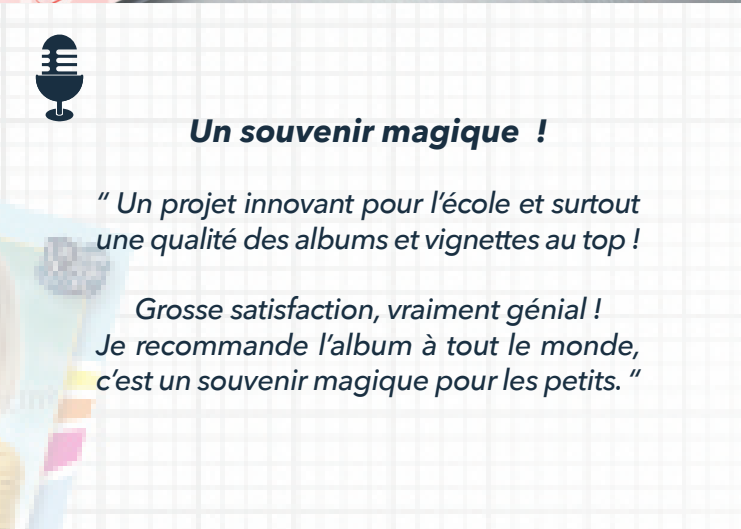 Un souvenir magique !
“ Un projet innovant pour l’école et surtout
une qualité des albums et vignettes au top !
Grosse satisfaction, vraiment génial !
Je recommande l’album à tout le monde,
c’est un souvenir magique pour les petits. “